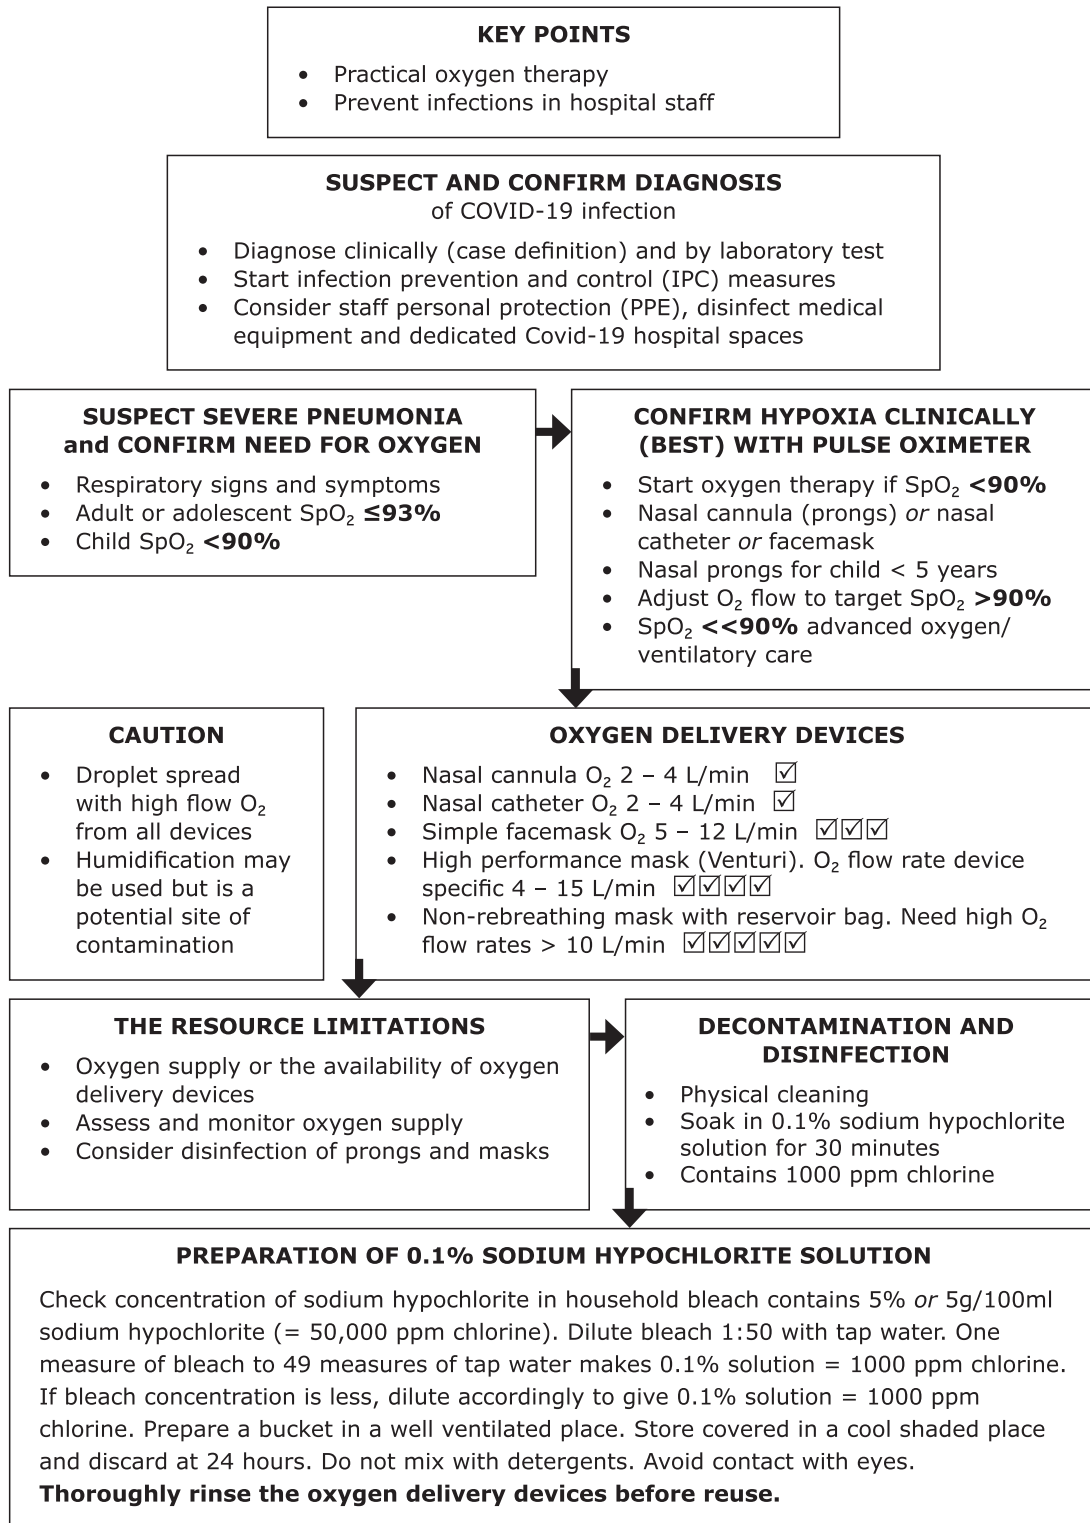 KEY POINTS
• Practical oxygen therapy
• Prevent infections in hospital staff
SUSPECT AND CONFIRM DIAGNOSIS
of COVID-19 infection
• Diagnose clinically (case definition) and by laboratory test
• Start infection prevention and control (IPC) measures
• Consider staff personal protection (PPE), disinfect medical
equipment and dedicated Covid-19 hospital spaces
SUSPECT SEVERE PNEUMONIA
and CONFIRM NEED FOR OXYGEN
• Respiratory signs and symptoms
• Adult or adolescent SpO₂ ≤93%
• Child SpO₂ <90%
CONFIRM HYPOXIA CLINICALLY
(BEST) WITH PULSE OXIMETER
• Start oxygen therapy if SpO₂ <90%
• Nasal cannula (prongs) or nasal
catheter or facemask
• Nasal prongs for child < 5 years
• Adjust O₂ flow to target SpO₂ >90%
• SpO₂ <<90% advanced oxygen/
ventilatory care
CAUTION
• Droplet spread
with high flow O₂
from all devices
• Humidification may
be used but is a
potential site of
contamination
OXYGEN DELIVERY DEVICES
• Nasal cannula O₂ 2 – 4 L/min ☑
• Nasal catheter O₂ 2 – 4 L/min ☑
• Simple facemask O₂ 5 – 12 L/min ☑☑☑
• High performance mask (Venturi). O₂ flow rate device
specific 4 – 15 L/min ☑☑☑☑
• Non-rebreathing mask with reservoir bag. Need high O₂
flow rates > 10 L/min ☑☑☑☑☑
THE RESOURCE LIMITATIONS
• Oxygen supply or the availability of oxygen
delivery devices
• Assess and monitor oxygen supply
• Consider disinfection of prongs and masks
DECONTAMINATION AND
DISINFECTION
• Physical cleaning
• Soak in 0.1% sodium hypochlorite
solution for 30 minutes
• Contains 1000 ppm chlorine
PREPARATION OF 0.1% SODIUM HYPOCHLORITE SOLUTION
Check concentration of sodium hypochlorite in household bleach contains 5% or 5g/100ml
sodium hypochlorite (= 50,000 ppm chlorine). Dilute bleach 1:50 with tap water. One
measure of bleach to 49 measures of tap water makes 0.1% solution = 1000 ppm chlorine.
If bleach concentration is less, dilute accordingly to give 0.1% solution = 1000 ppm
chlorine. Prepare a bucket in a well ventilated place. Store covered in a cool shaded place
and discard at 24 hours. Do not mix with detergents. Avoid contact with eyes.
Thoroughly rinse the oxygen delivery devices before reuse.